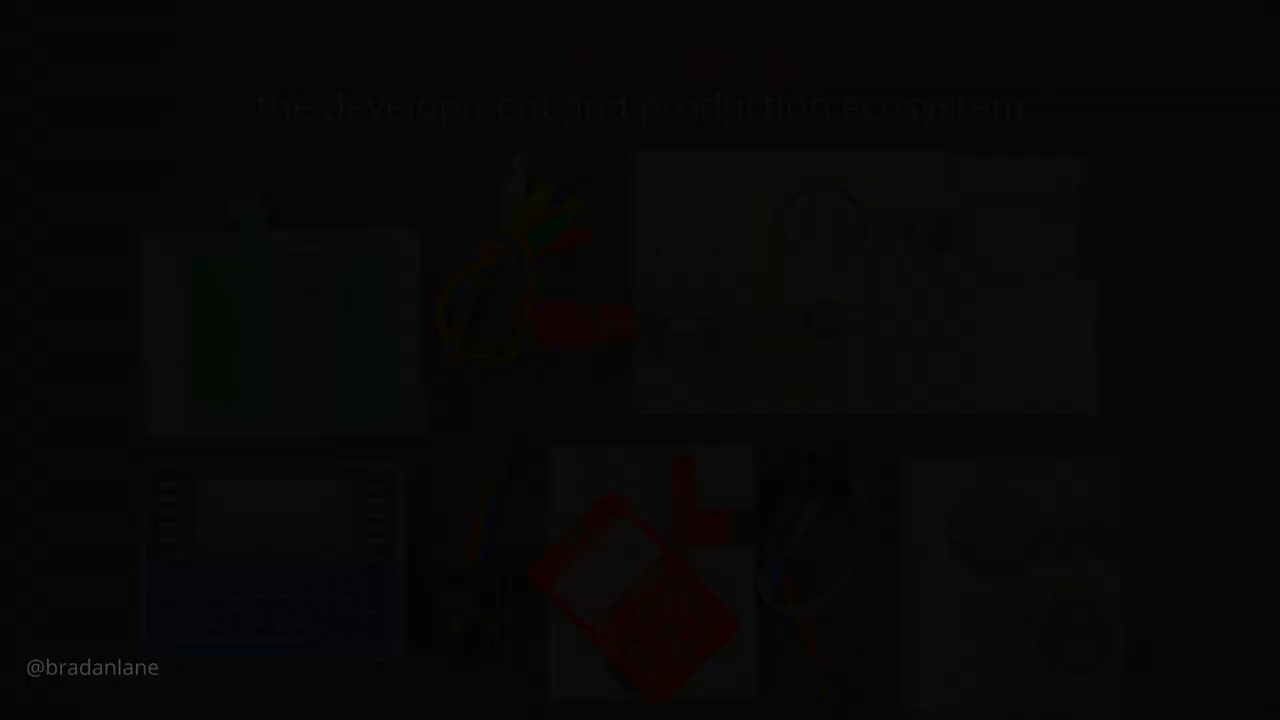 the development and production ecosystem
@bradanlane